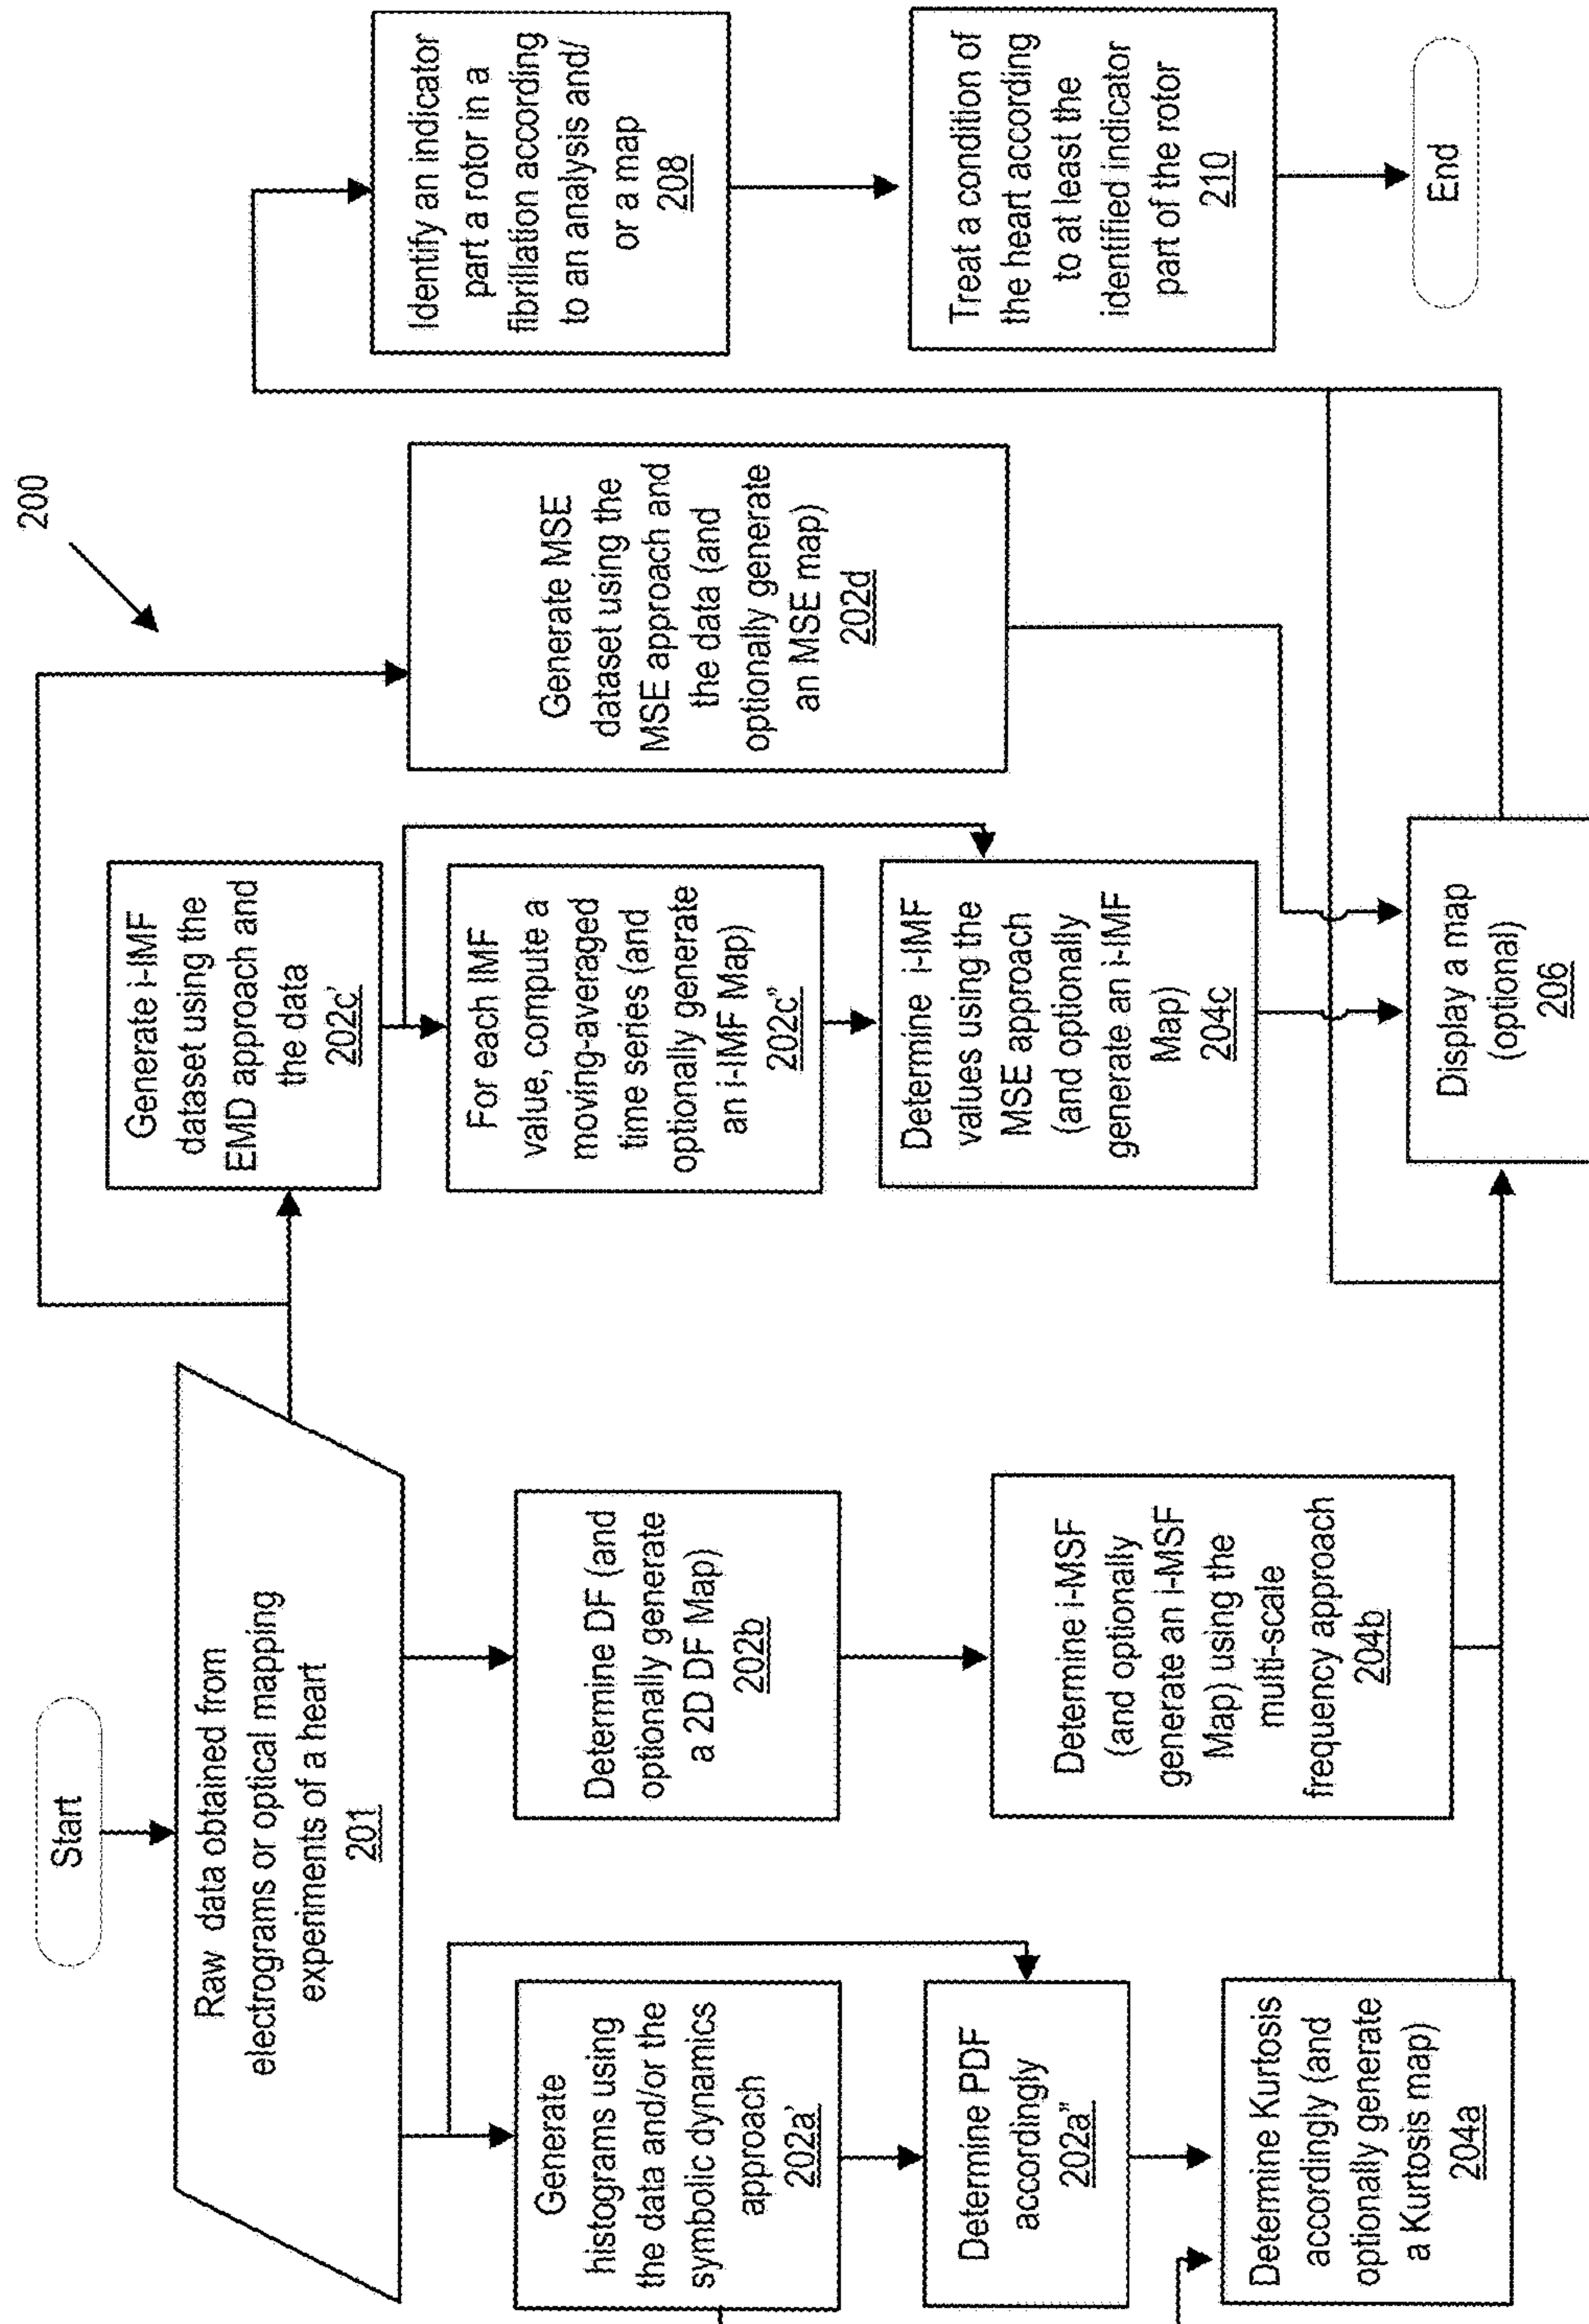 200
Start
Raw data obtained from
electrograms or optical mapping
experiments of a heart
201
Generate
histograms using
the data and/or the
symbolic dynamics
approach
202a'
Determine PDF
accordingly
202a"
Determine Kurtosis
accordingly (and
optionally generate
a Kurtosis map)
204a
Determine DF (and
optionally generate
a 2D DF Map)
202b
Determine i-MSF
(and optionally
generate an i-MSF
Map) using the
multi-scale
frequency approach
204b
Generate i-IMF
dataset using the
EMD approach and
the data
202c'
For each IMF
value, compute a
moving-averaged
time series (and
optionally generate
an i-IMF Map)
202c"
Determine i-IMF
values using the
MSE approach
(and optionally
generate an i-IMF
Map)
204c
Generate MSE
dataset using the
MSE approach and
the data (and
optionally generate
an MSE map)
202d
Display a map
(optional)
206
Identify an indicator
part a rotor in a
fibrillation according
to an analysis and/
or a map
208
Treat a condition of
the heart according
to at least the
identified indicator
part of the rotor
210
End